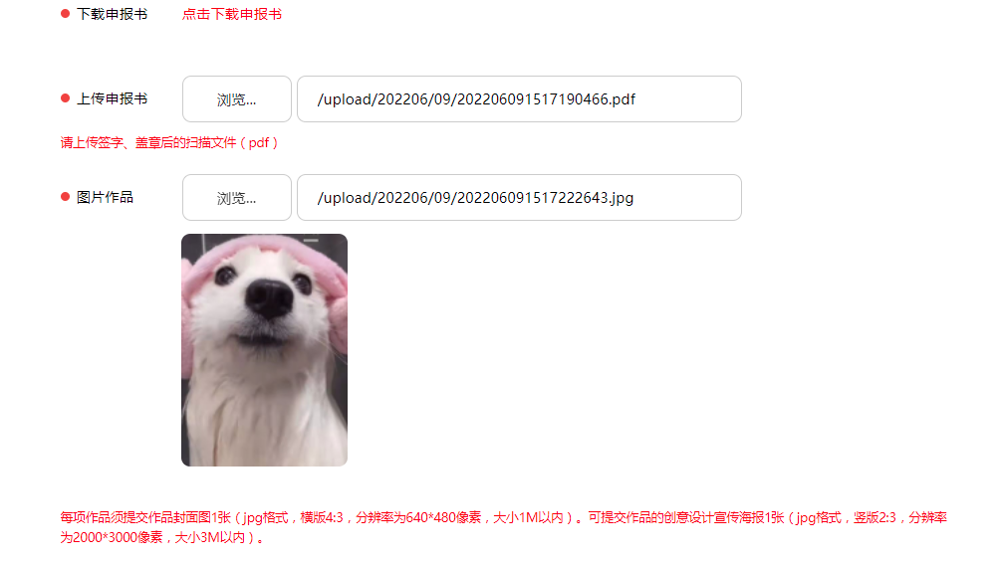 下载申报书 点击下载申报书
上传申报书 浏览... /upload/202206/09/202206091517190466.pdf
请上传签字、盖章后的扫描文件（pdf）
图片作品 浏览... /upload/202206/09/202206091517222643.jpg
每项作品须提交作品封面图1张（jpg格式，横版4:3，分辨率为640*480像素，大小1M以内）。可提交作品的创意设计宣传海报1张（jpg格式，竖版2:3，分辨率
为2000*3000像素，大小3M以内）。